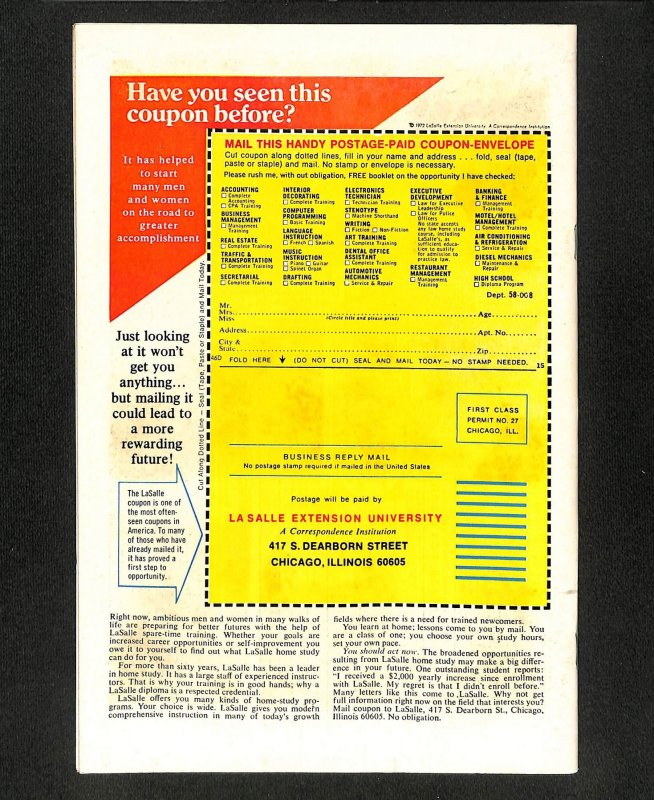 Have you seen this
coupon before?
© 1972 LaSalle Extension University. A Correspondence Institution
It has helped
to start
many men
and women
on the road to
greater
accomplishment
Just looking
at it won't
get you
anything...
but mailing it
could lead to
a more
rewarding
future!
The LaSalle
coupon is one of
the most often-
seen coupons in
America. To many
of those who have
already mailed it,
it has proved a
first step to
opportunity.
Cut Along Dotted Line — Seal (Tape, Paste or Staple) and Mail Today.
MAIL THIS HANDY POSTAGE-PAID COUPON-ENVELOPE
Cut coupon along dotted lines, fill in your name and address . . . fold, seal (tape,
paste or staple) and mail. No stamp or envelope is necessary.
Please rush me, with out obligation, FREE booklet on the opportunity I have checked:
ACCOUNTING
Complete
Accounting
CPA Training
BUSINESS
MANAGEMENT
Management
Training
REAL ESTATE
Complete Training
TRAFFIC &
TRANSPORTATION
Complete Training
SECRETARIAL
Complete Training
INTERIOR
DECORATING
Complete Training
COMPUTER
PROGRAMMING
Basic Training
LANGUAGE
INSTRUCTION
French Spanish
MUSIC
INSTRUCTION
Piano Guitar
Spinet Organ
DRAFTING
Complete Training
ELECTRONICS
TECHNICIAN
Technician Training
STENOTYPE
Machine Shorthand
WRITING
Fiction Non-Fiction
ART TRAINING
Complete Training
DENTAL OFFICE
ASSISTANT
Complete Training
AUTOMOTIVE
MECHANICS
Service & Repair
EXECUTIVE
DEVELOPMENT
Law for Executive
Leadership
Law for Police
Officers
No state accepts
any law home study
course, including
LaSalle's, as
sufficient educa-
tion to qualify
for admission to
practice law.
RESTAURANT
MANAGEMENT
Management
Training
BANKING
& FINANCE
Management
Training
MOTEL/HOTEL
MANAGEMENT
Complete Training
AIR CONDITIONING
& REFRIGERATION
Service & Repair
DIESEL MECHANICS
Maintenance &
Repair
HIGH SCHOOL
Diploma Program
Dept. 58-008
Mr.
Mrs.
Miss
(Circle title and please print)
Age
Address
Apt. No.
City &
State
Zip
46D FOLD HERE (DO NOT CUT) SEAL AND MAIL TODAY — NO STAMP NEEDED. 15
FIRST CLASS
PERMIT NO. 27
CHICAGO, ILL.
BUSINESS REPLY MAIL
No postage stamp required if mailed in the United States
Postage will be paid by
LA SALLE EXTENSION UNIVERSITY
A Correspondence Institution
417 S. DEARBORN STREET
CHICAGO, ILLINOIS 60605
Right now, ambitious men and women in many walks of
life are preparing for better futures with the help of
LaSalle spare-time training. Whether your goals are
increased career opportunities or self-improvement you
owe it to yourself to find out what LaSalle home study
can do for you.
For more than sixty years, LaSalle has been a leader
in home study. It has a large staff of experienced instruc-
tors. That is why your training is in good hands; why a
LaSalle diploma is a respected credential.
LaSalle offers you many kinds of home-study pro-
grams. Your choice is wide. LaSalle gives you modern
comprehensive instruction in many of today's growth
fields where there is a need for trained newcomers.
You learn at home; lessons come to you by mail. You
are a class of one; you choose your own study hours,
set your own pace.
You should act now. The broadened opportunities re-
sulting from LaSalle home study may make a big differ-
ence in your future. One outstanding student reports:
"I received a $2,000 yearly increase since enrollment
with LaSalle. My regret is that I didn't enroll before."
Many letters like this come to LaSalle. Why not get
full information right now on the field that interests you?
Mail coupon to LaSalle, 417 S. Dearborn St., Chicago,
Illinois 60605. No obligation.